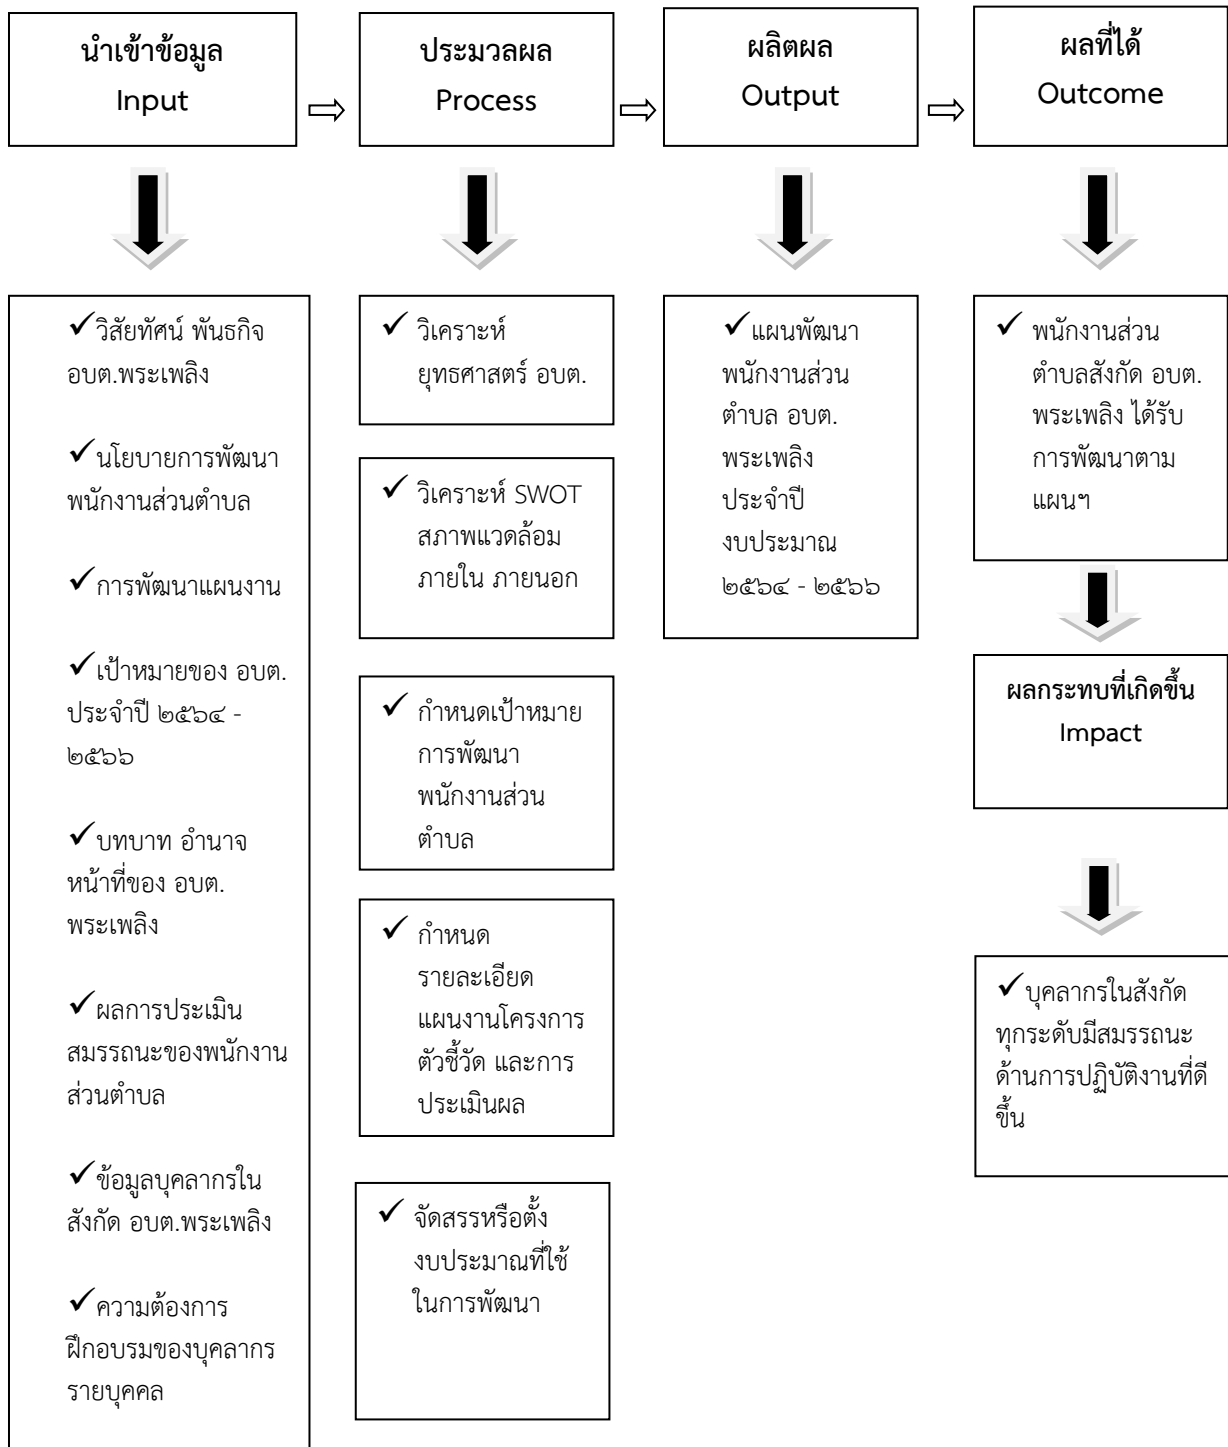 นำเข้าข้อมูล
Input
ประมวลผล
Process
ผลิตผล
Output
ผลที่ได้
Outcome
✓วิสัยทัศน์ พันธกิจ
อบต.พระเพลิง
✓นโยบายการพัฒนา
พนักงานส่วนตำบล
✓การพัฒนาแผนงาน
✓เป้าหมายของ อบต.
ประจำปี ๒๕๖๔ -
๒๕๖๖
✓บทบาท อำนาจ
หน้าที่ของ อบต.
พระเพลิง
✓ผลการประเมิน
สมรรถนะของพนักงาน
ส่วนตำบล
✓ข้อมูลบุคลากรใน
สังกัด อบต.พระเพลิง
✓ความต้องการ
ฝึกอบรมของบุคลากร
รายบุคคล
✓ วิเคราะห์
ยุทธศาสตร์ อบต.
✓ วิเคราะห์ SWOT
สภาพแวดล้อม
ภายใน ภายนอก
✓ กำหนดเป้าหมาย
การพัฒนา
พนักงานส่วน
ตำบล
✓ กำหนด
รายละเอียด
แผนงานโครงการ
ตัวชี้วัด และการ
ประเมินผล
✓ จัดสรรหรือตั้ง
งบประมาณที่ใช้
ในการพัฒนา
✓แผนพัฒนา
พนักงานส่วน
ตำบล อบต.
พระเพลิง
ประจำปี
งบประมาณ
๒๕๖๔ - ๒๕๖๖
✓ พนักงานส่วน
ตำบลสังกัด อบต.
พระเพลิง ได้รับ
การพัฒนาตาม
แผนฯ
ผลกระทบที่เกิดขึ้น
Impact
✓บุคลากรในสังกัด
ทุกระดับมีสมรรถนะ
ด้านการปฏิบัติงานที่ดี
ขึ้น